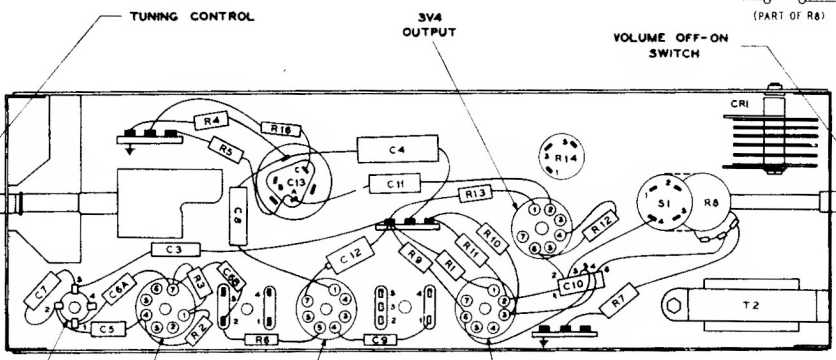 TUNING CONTROL
3V4
OUTPUT
(PART OF R8)
VOLUME OFF-ON
SWITCH
CR1
R4
R16
R5
C4
R14
C
C13
A
C11
R13
S1
R8
C8
R12
C3
C12
R10
R11
R9
R1
C10
C7
C6A
R3
C6B
R7
T2
C5
R2
R6
C9